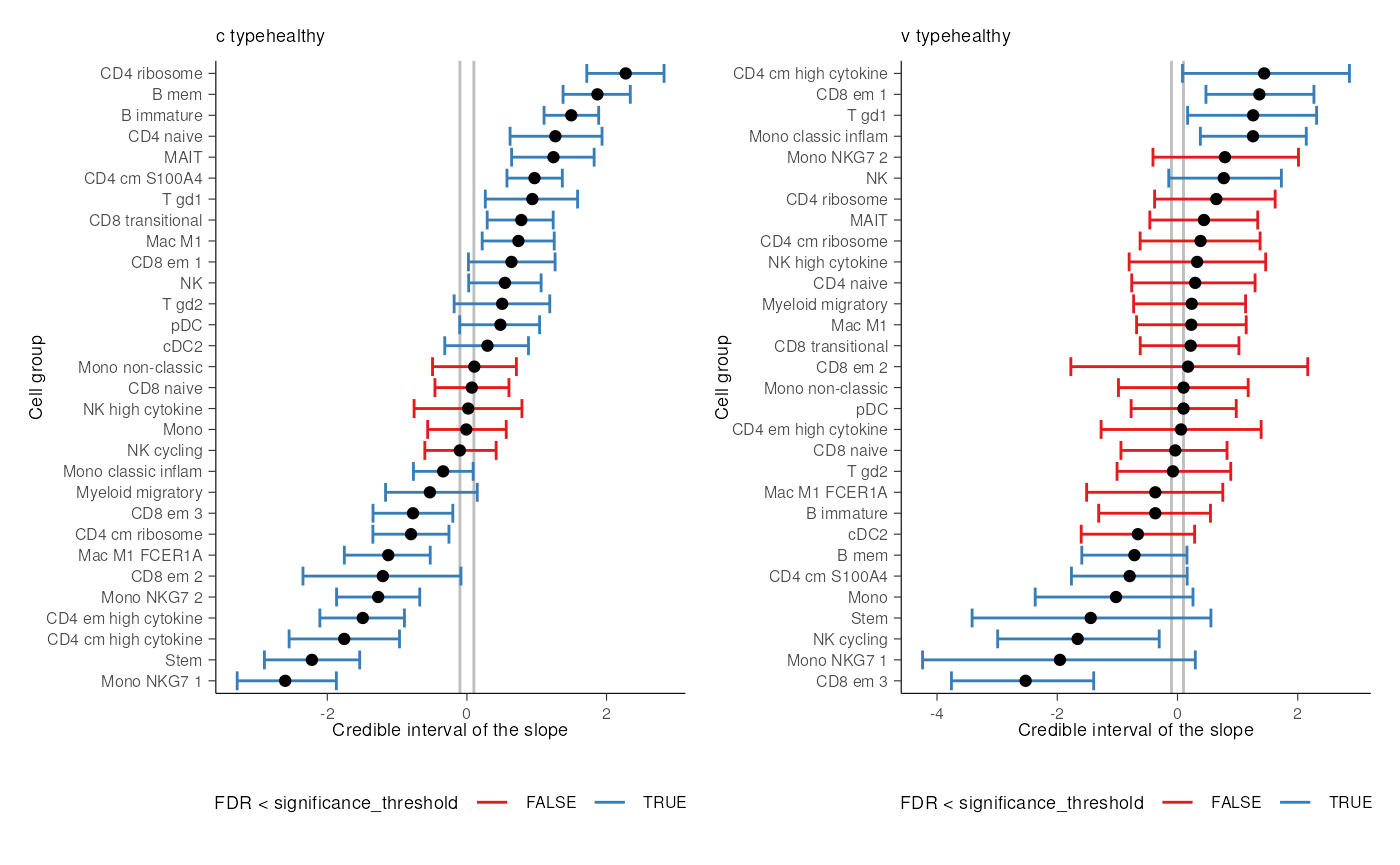 c typehealthy
CD4 ribosome
B mem
B immature
CD4 naive
MAIT
CD4 cm S100A4
T gd1
CD8 transitional
Mac M1
CD8 em 1
NK
T gd2
pDC
cDC2
Mono non-classic
CD8 naive
NK high cytokine
Mono
NK cycling
Mono classic inflam
Myeloid migratory
CD8 em 3
CD4 cm ribosome
Mac M1 FCER1A
CD8 em 2
Mono NKG7 2
CD4 em high cytokine
CD4 cm high cytokine
Stem
Mono NKG7 1
Cell group
-2 0 2
Credible interval of the slope
FDR < significance_threshold FALSE TRUE
v typehealthy
CD4 cm high cytokine
CD8 em 1
T gd1
Mono classic inflam
Mono NKG7 2
NK
CD4 ribosome
MAIT
CD4 cm ribosome
NK high cytokine
CD4 naive
Myeloid migratory
Mac M1
CD8 transitional
CD8 em 2
Mono non-classic
pDC
CD4 em high cytokine
CD8 naive
T gd2
Mac M1 FCER1A
B immature
cDC2
B mem
CD4 cm S100A4
Mono
Stem
NK cycling
Mono NKG7 1
CD8 em 3
Cell group
-4 -2 0 2
Credible interval of the slope
FDR < significance_threshold FALSE TRUE